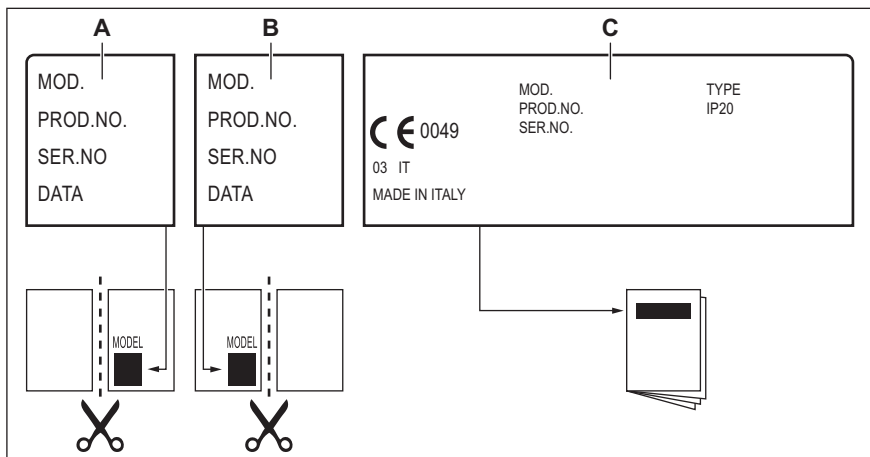 A
B
C
MOD.
PROD.NO.
SER.NO
DATA
MOD.
PROD.NO.
SER.NO
DATA
MOD.
PROD.NO.
SER.NO.
TYPE
IP20
CE 0049
03 IT
MADE IN ITALY
MODEL
MODEL